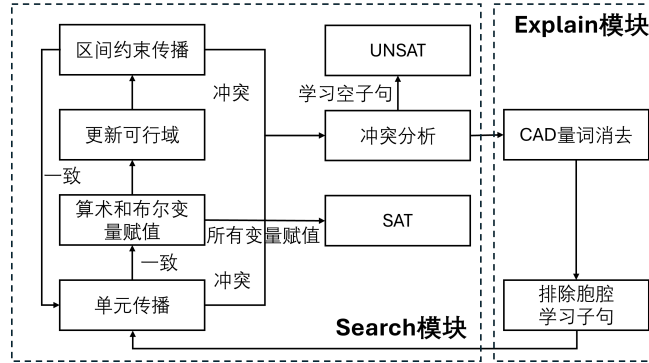 Explain模块
区间约束传播
UNSAT
冲突
学习空子句
更新可行域
冲突分析
CAD量词消去
一致
算术和布尔变
量赋值
SAT
所有变量赋值
一致
冲突
单元传播
排除胞腔
学习子句
Search模块